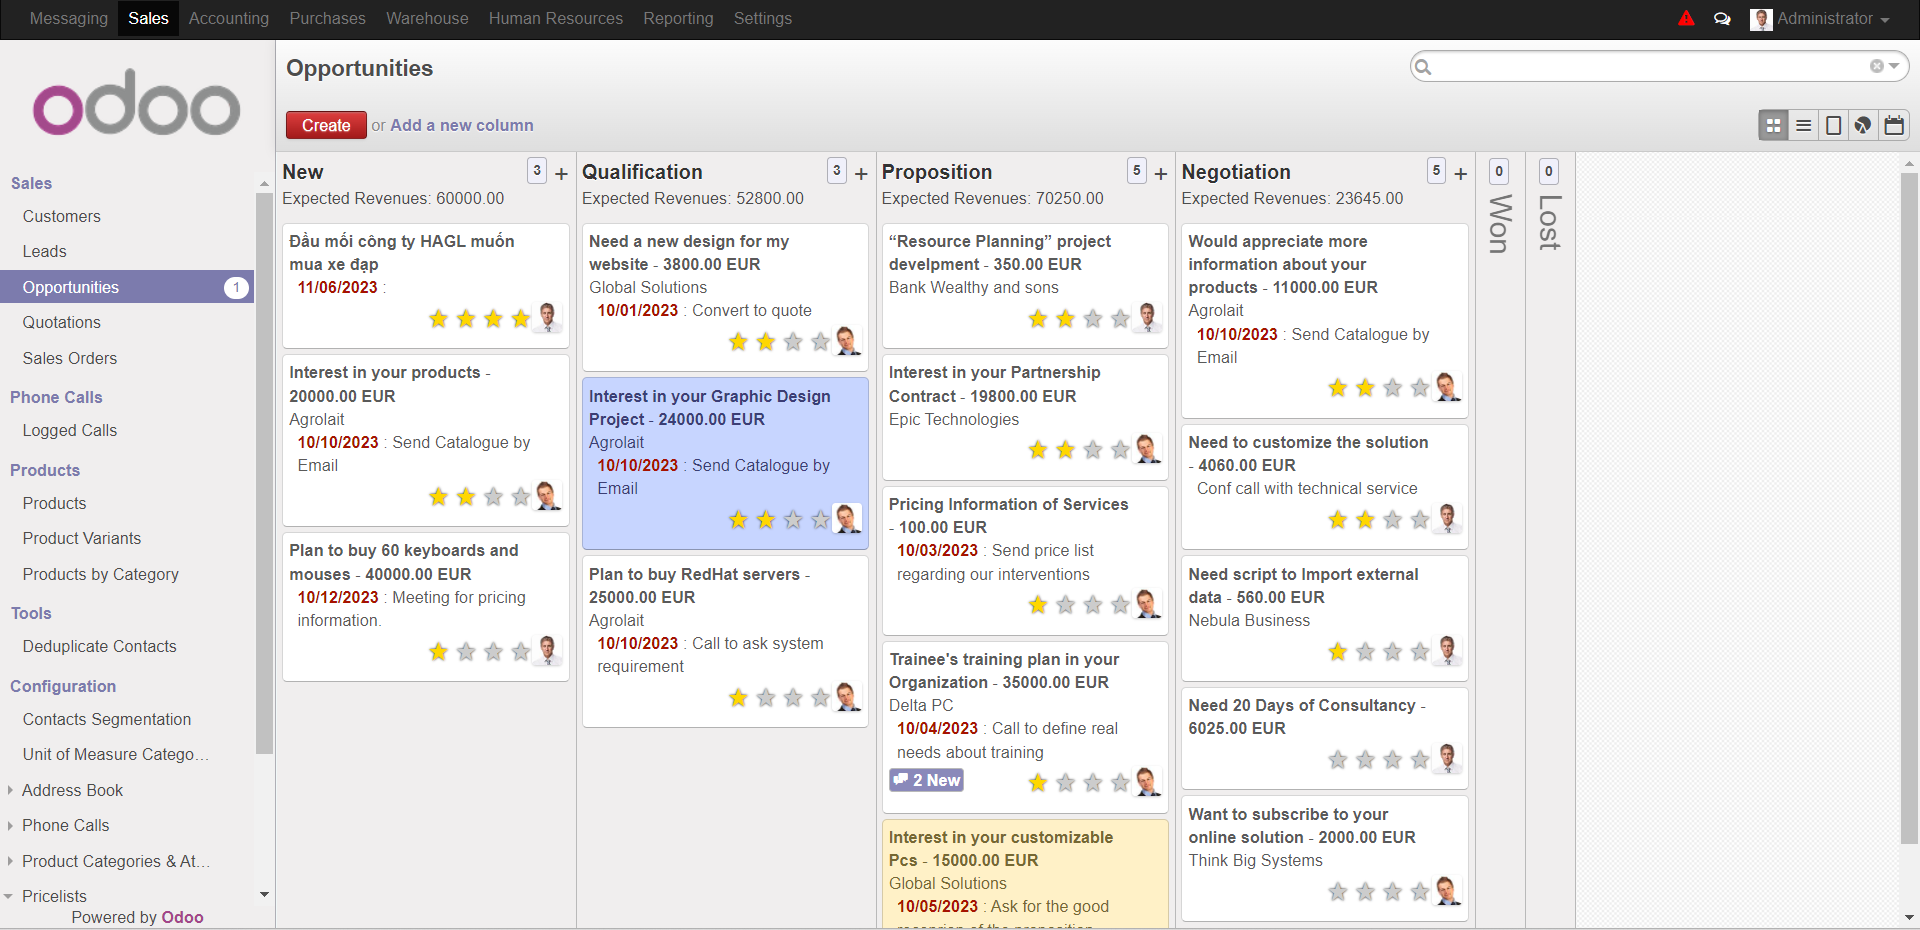 Messaging Sales Accounting Purchases Warehouse Human Resources Reporting Settings Administrator
odoo
Sales
Customers
Leads
Opportunities 1
Quotations
Sales Orders
Phone Calls
Logged Calls
Products
Products
Product Variants
Products by Category
Tools
Deduplicate Contacts
Configuration
Contacts Segmentation
Unit of Measure Catego...
Address Book
Phone Calls
Product Categories & At...
Pricelists
Powered by Odoo
Opportunities
Create or Add a new column
New 3 +
Expected Revenues: 60000.00
Đầu mối công ty HAGL muốn
mua xe đạp
11/06/2023 :
Interest in your products -
20000.00 EUR
Agrolait
10/10/2023 : Send Catalogue by
Email
Plan to buy 60 keyboards and
mouses - 40000.00 EUR
10/12/2023 : Meeting for pricing
information.
Qualification 3 +
Expected Revenues: 52800.00
Need a new design for my
website - 3800.00 EUR
Global Solutions
10/01/2023 : Convert to quote
Interest in your Graphic Design
Project - 24000.00 EUR
Agrolait
10/10/2023 : Send Catalogue by
Email
Plan to buy RedHat servers -
25000.00 EUR
Agrolait
10/10/2023 : Call to ask system
requirement
Proposition 5 +
Expected Revenues: 70250.00
“Resource Planning” project
develpment - 350.00 EUR
Bank Wealthy and sons
Interest in your Partnership
Contract - 19800.00 EUR
Epic Technologies
Pricing Information of Services
- 100.00 EUR
10/03/2023 : Send price list
regarding our interventions
Trainee's training plan in your
Organization - 35000.00 EUR
Delta PC
10/04/2023 : Call to define real
needs about training
2 New
Interest in your customizable
Pcs - 15000.00 EUR
Global Solutions
10/05/2023 : Ask for the good
Negotiation 5 +
Expected Revenues: 23645.00
Would appreciate more
information about your
products - 11000.00 EUR
Agrolait
10/10/2023 : Send Catalogue by
Email
Need to customize the solution
- 4060.00 EUR
Conf call with technical service
Need script to Import external
data - 560.00 EUR
Nebula Business
Need 20 Days of Consultancy -
6025.00 EUR
Want to subscribe to your
online solution - 2000.00 EUR
Think Big Systems
0
Won
0
Lost